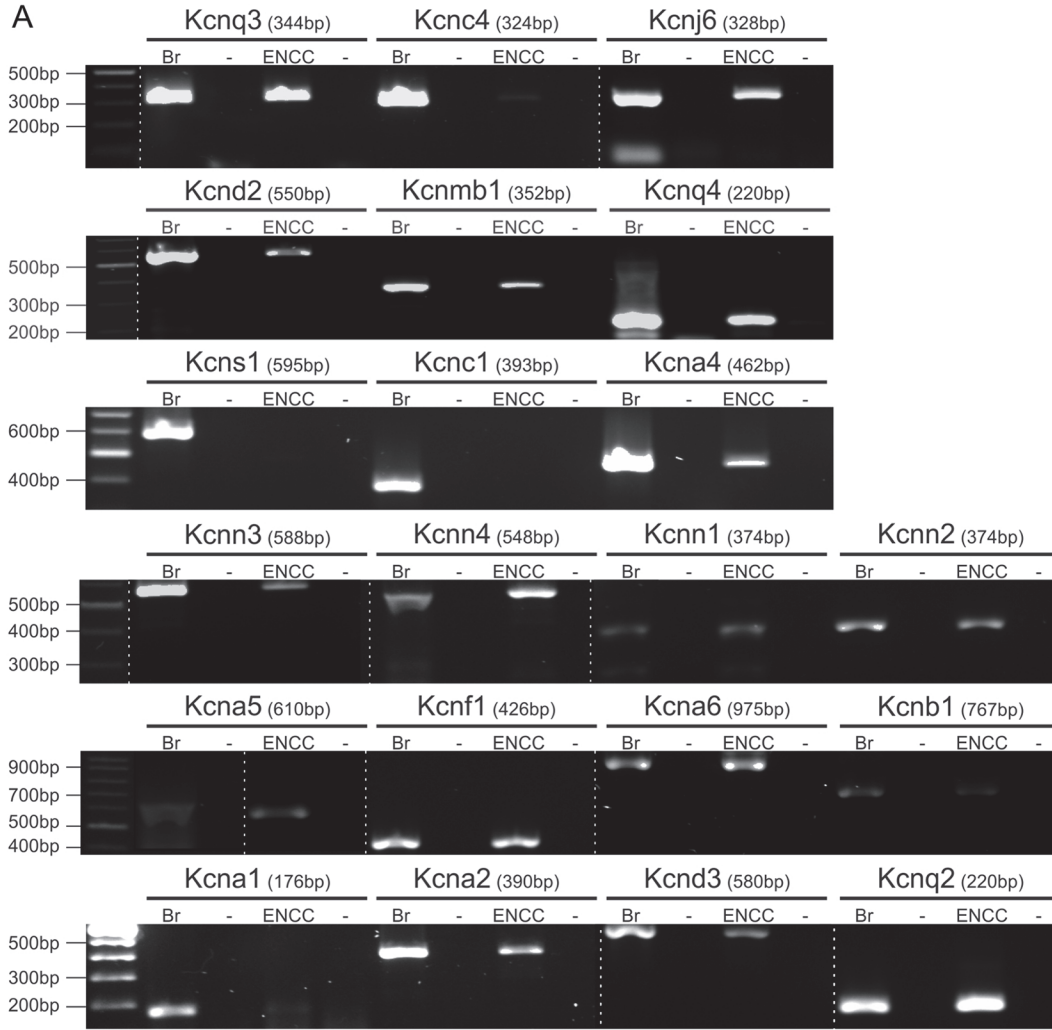 A
Kcnq3 (344bp) Kcnc4 (324bp) Kcnj6 (328bp)
Br - ENCC - Br - ENCC - Br - ENCC -
500bp
300bp
200bp
Kcnd2 (550bp) Kcnmb1 (352bp) Kcnq4 (220bp)
Br - ENCC - Br - ENCC - Br - ENCC -
500bp
300bp
200bp
Kcns1 (595bp) Kcnc1 (393bp) Kcna4 (462bp)
Br - ENCC - Br - ENCC - Br - ENCC -
600bp
400bp
Kcnn3 (588bp) Kcnn4 (548bp) Kcnn1 (374bp) Kcnn2 (374bp)
Br - ENCC - Br - ENCC - Br - ENCC - Br - ENCC -
500bp
400bp
300bp
Kcna5 (610bp) Kcnf1 (426bp) Kcna6 (975bp) Kcnb1 (767bp)
Br - ENCC - Br - ENCC - Br - ENCC - Br - ENCC -
900bp
700bp
500bp
400bp
Kcna1 (176bp) Kcna2 (390bp) Kcnd3 (580bp) Kcnq2 (220bp)
Br - ENCC - Br - ENCC - Br - ENCC - Br - ENCC -
500bp
300bp
200bp